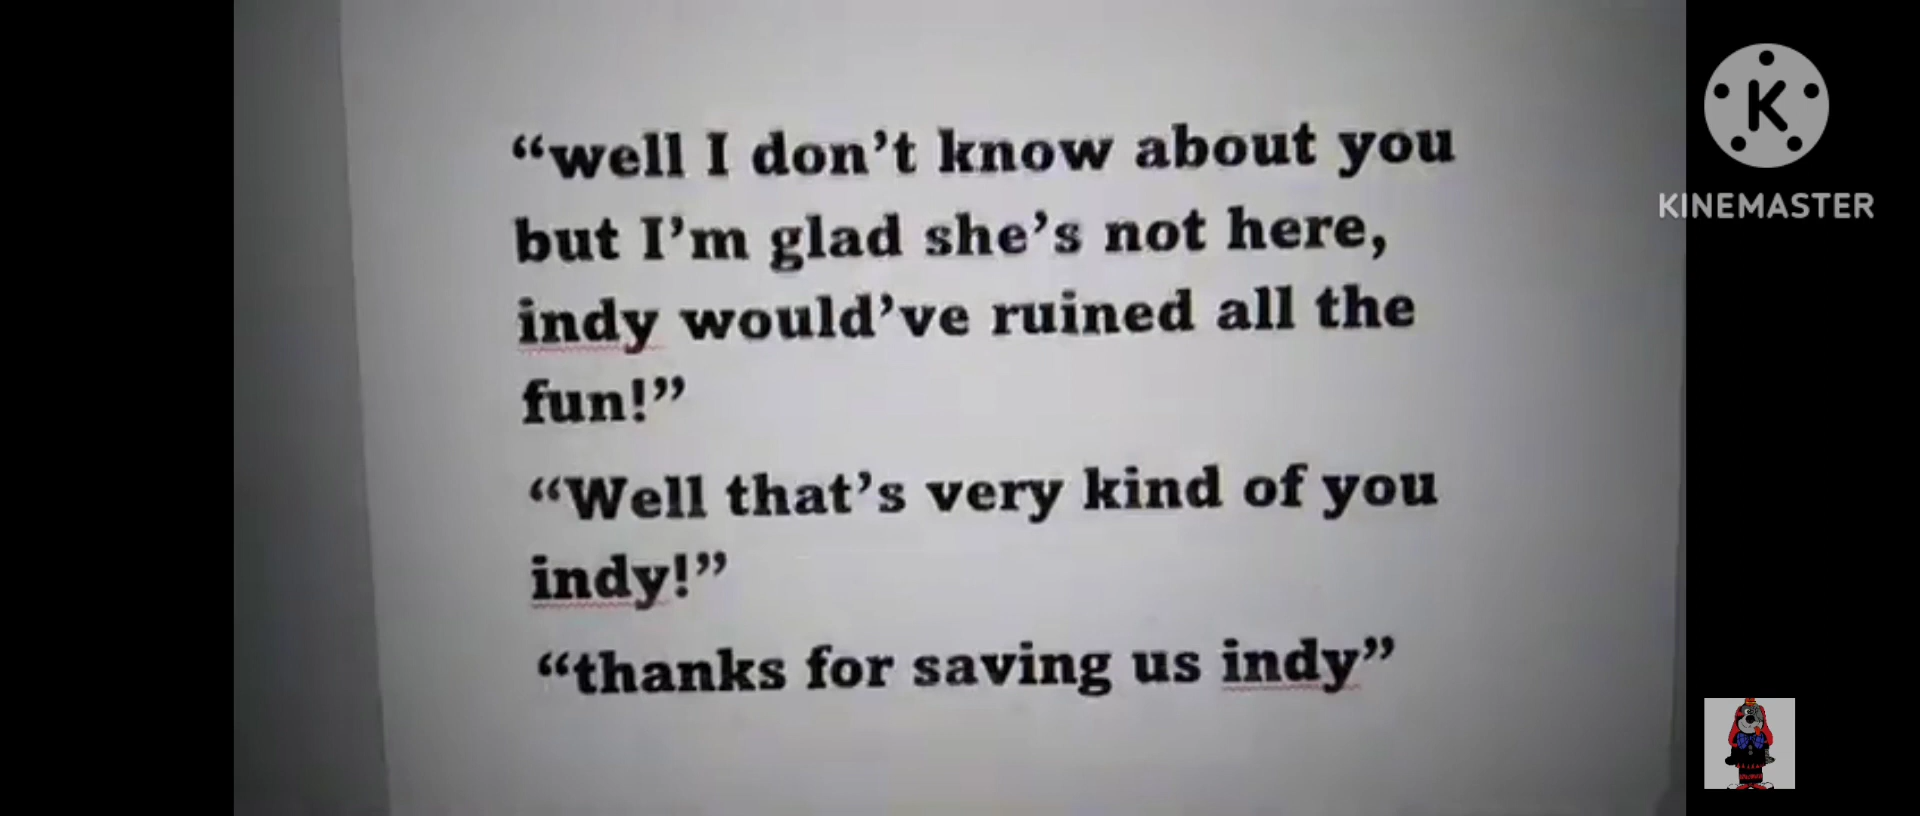 “well I don’t know about you
but I’m glad she’s not here,
indy would’ve ruined all the
fun!”
“Well that’s very kind of you
indy!”
“thanks for saving us indy”
K
KINEMASTER